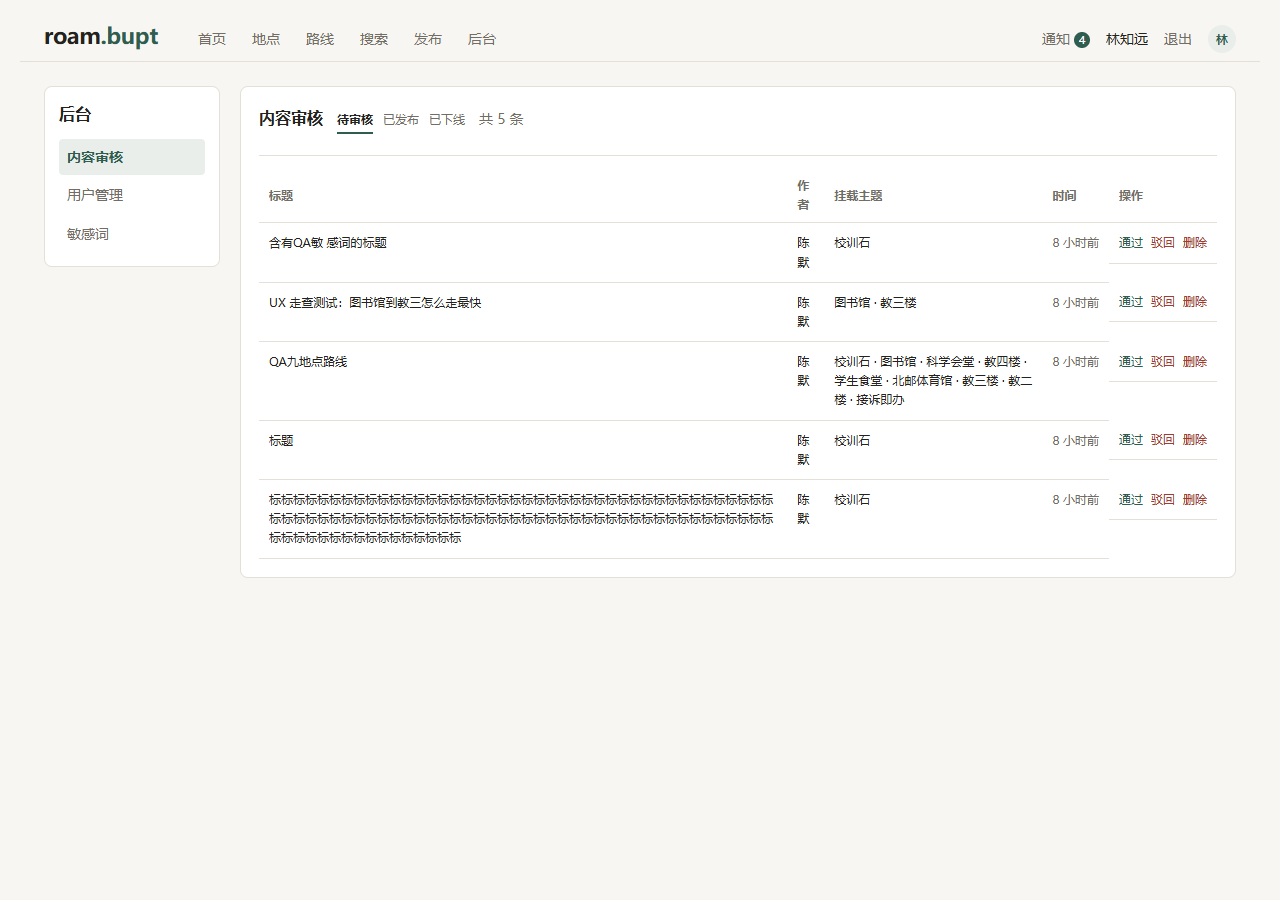 roam.bupt 首页 地点 路线 搜索 发布 后台 通知 4 林知远 退出 林
后台
内容审核
用户管理
敏感词
内容审核 待审核 已发布 已下线 共 5 条
标题 作者 挂载主题 时间 操作
含有QA敏 感词的标题 陈默 校训石 8 小时前 通过 驳回 删除
UX 走查测试：图书馆到教三怎么走最快 陈默 图书馆 · 教三楼 8 小时前 通过 驳回 删除
QA九地点路线 陈默 校训石 · 图书馆 · 科学会堂 · 教四楼 · 8 小时前 通过 驳回 删除
学生食堂 · 北邮体育馆 · 教三楼 · 教二
楼 · 接诉即办
标题 陈默 校训石 8 小时前 通过 驳回 删除
标标标标标标标标标标标标标标标标标标标标标标标标标标标标标标标标标标标标标标标标标标 陈默 校训石 8 小时前 通过 驳回 删除
标标标标标标标标标标标标标标标标标标标标标标标标标标标标标标标标标标标标标标标标标标
标标标标标标标标标标标标标标标标